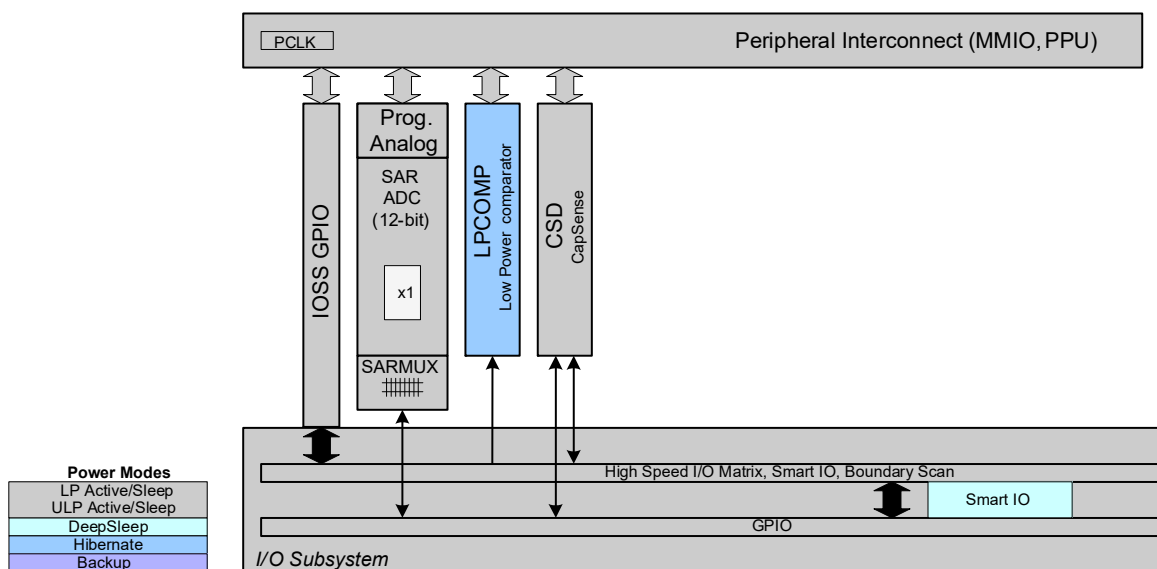 PCLK
Peripheral Interconnect (MMIO, PPU)
IOSS GPIO
Prog.
Analog
SAR
ADC
(12-bit)
x1
SARMUX
LPCOMP
Low Power comparator
CSD
CapSense
High Speed I/O Matrix, Smart IO, Boundary Scan
Smart IO
GPIO
I/O Subsystem
Power Modes
LP Active/Sleep
ULP Active/Sleep
DeepSleep
Hibernate
Backup